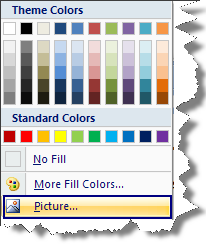 Theme Colors
Standard Colors
No Fill
More Fill Colors...
Picture...